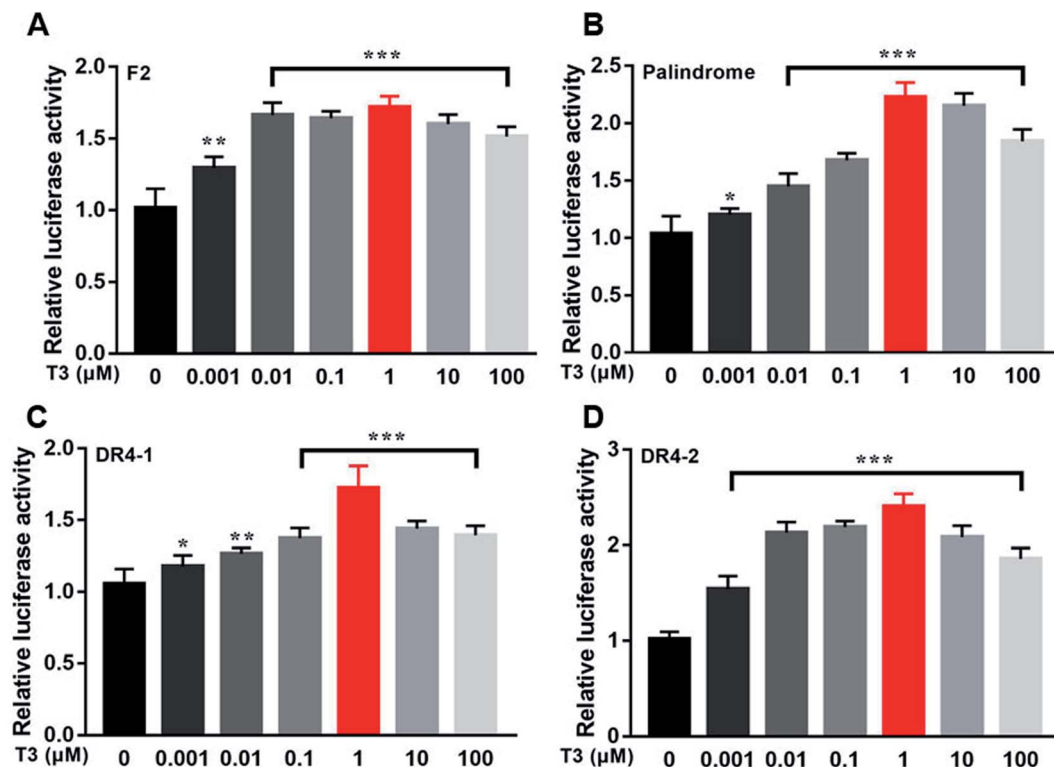 A
F2
***
**
Relative luciferase activity
2.0
1.5
1.0
0.5
0.0
T3 (µM) 0 0.001 0.01 0.1 1 10 100
B
Palindrome
***
*
Relative luciferase activity
2.5
2.0
1.5
1.0
0.5
0.0
T3 (µM) 0 0.001 0.01 0.1 1 10 100
C
DR4-1
***
*
**
Relative luciferase activity
2.0
1.5
1.0
0.5
0.0
T3 (µM) 0 0.001 0.01 0.1 1 10 100
D
DR4-2
***
Relative luciferase activity
3
2
1
0
T3 (µM) 0 0.001 0.01 0.1 1 10 100